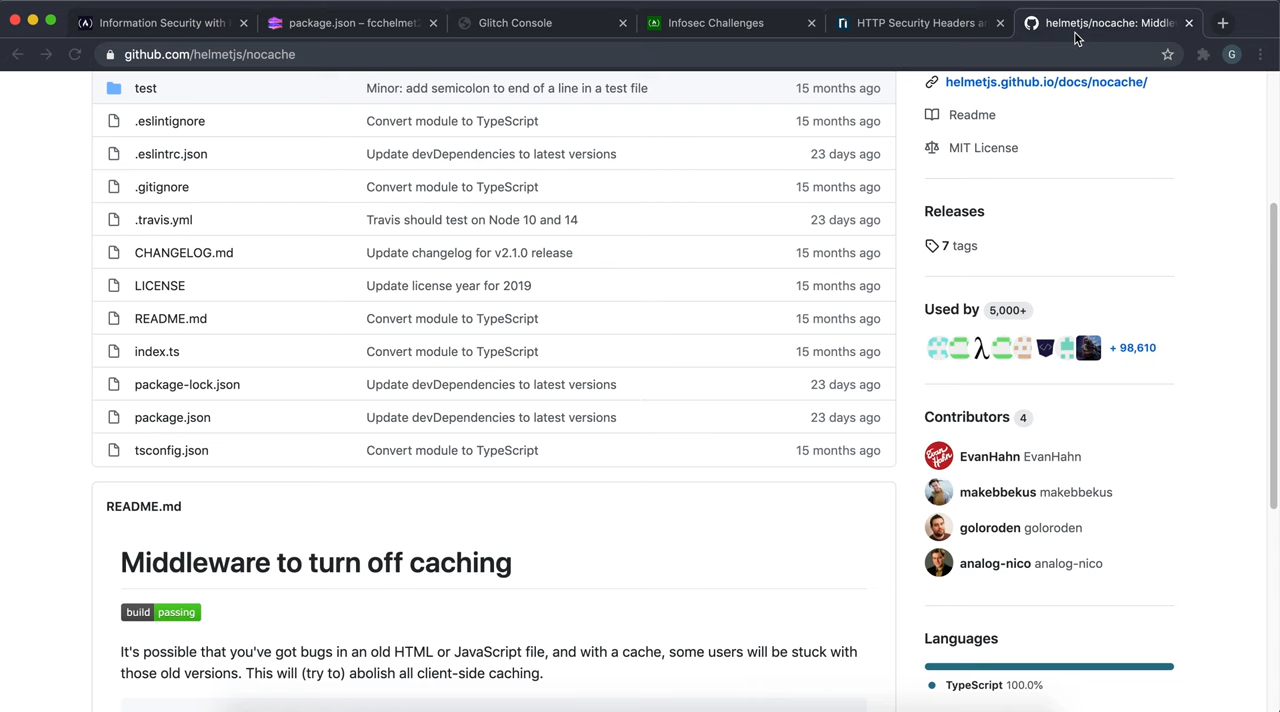 Information Security with
package.json – fcchelmet2
Glitch Console
Infosec Challenges
HTTP Security Headers a
helmetjs/nocache: Middle
github.com/helmetjs/nocache
G
test Minor: add semicolon to end of a line in a test file 15 months ago
.eslintignore Convert module to TypeScript 15 months ago
.eslintrc.json Update devDependencies to latest versions 23 days ago
.gitignore Convert module to TypeScript 15 months ago
.travis.yml Travis should test on Node 10 and 14 23 days ago
CHANGELOG.md Update changelog for v2.1.0 release 15 months ago
LICENSE Update license year for 2019 15 months ago
README.md Convert module to TypeScript 15 months ago
index.ts Convert module to TypeScript 15 months ago
package-lock.json Update devDependencies to latest versions 23 days ago
package.json Update devDependencies to latest versions 23 days ago
tsconfig.json Convert module to TypeScript 15 months ago
README.md
Middleware to turn off caching
build passing
It's possible that you've got bugs in an old HTML or JavaScript file, and with a cache, some users will be stuck with
those old versions. This will (try to) abolish all client-side caching.
helmetjs.github.io/docs/nocache/
Readme
MIT License
Releases
7 tags
Used by 5,000+
+ 98,610
Contributors 4
EvanHahn EvanHahn
makebbekus makebbekus
goloroden goloroden
analog-nico analog-nico
Languages
TypeScript 100.0%